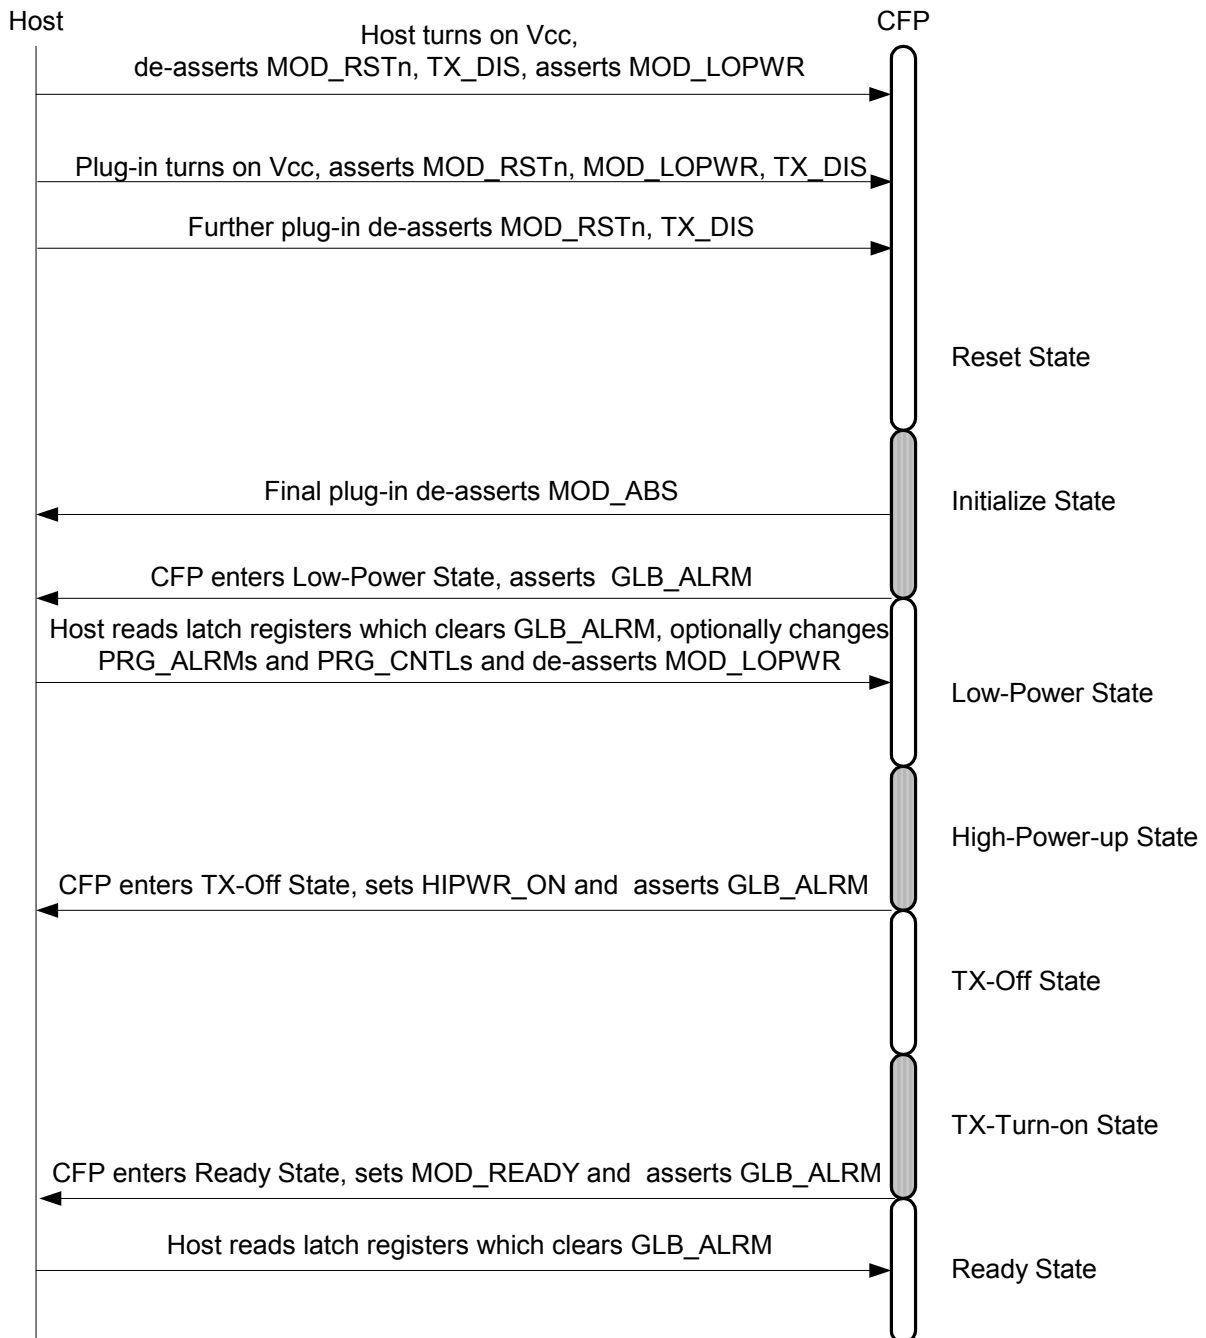 Host
CFP
Host turns on Vcc,
de-asserts MOD_RSTn, TX_DIS, asserts MOD_LOPWR
Plug-in turns on Vcc, asserts MOD_RSTn, MOD_LOPWR, TX_DIS
Further plug-in de-asserts MOD_RSTn, TX_DIS
Reset State
Final plug-in de-asserts MOD_ABS
Initialize State
CFP enters Low-Power State, asserts  GLB_ALRM
Host reads latch registers which clears GLB_ALRM, optionally changes
PRG_ALRMs and PRG_CNTLs and de-asserts MOD_LOPWR
Low-Power State
High-Power-up State
CFP enters TX-Off State, sets HIPWR_ON and  asserts GLB_ALRM
TX-Off State
TX-Turn-on State
CFP enters Ready State, sets MOD_READY and  asserts GLB_ALRM
Host reads latch registers which clears GLB_ALRM
Ready State